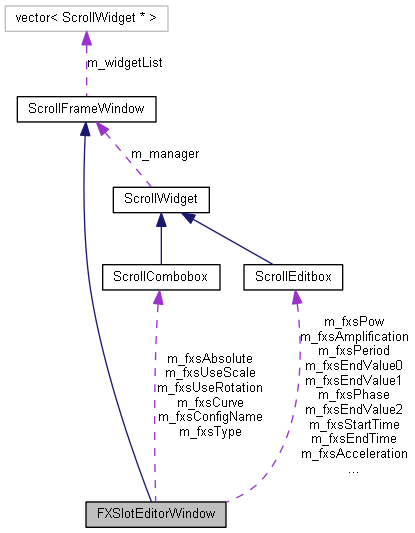 vector< ScrollWidget * >
m_widgetList
ScrollFrameWindow
m_manager
ScrollWidget
ScrollCombobox
ScrollEditbox
m_fxsAbsolute
m_fxsUseScale
m_fxsUseRotation
m_fxsCurve
m_fxsConfigName
m_fxsType
m_fxsPow
m_fxsAmplification
m_fxsPeriod
m_fxsEndValue0
m_fxsEndValue1
m_fxsPhase
m_fxsEndValue2
m_fxsStartTime
m_fxsEndTime
m_fxsAcceleration
...
FXSlotEditorWindow